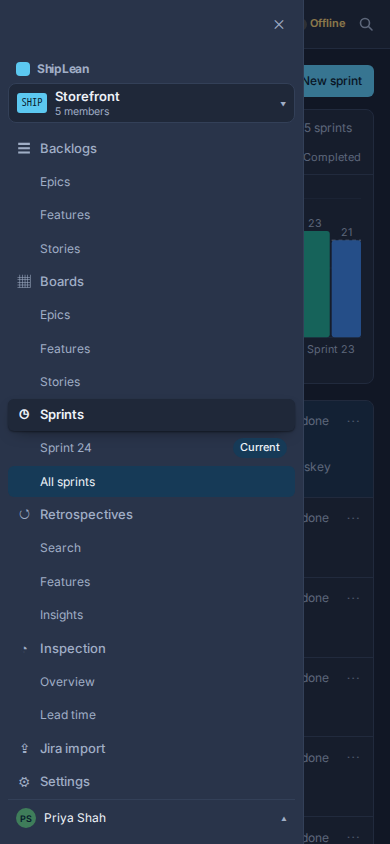 Offline
ShipLean
SHIP
Storefront
5 members
New sprint
5 sprints
Completed
23
21
Sprint 23
Backlogs
Epics
Features
Stories
Boards
Epics
Features
Stories
Sprints
Sprint 24
Current
All sprints
Retrospectives
Search
Features
Insights
Inspection
Overview
Lead time
Jira import
Settings
PS
Priya Shah
done
done
done
done
done
done